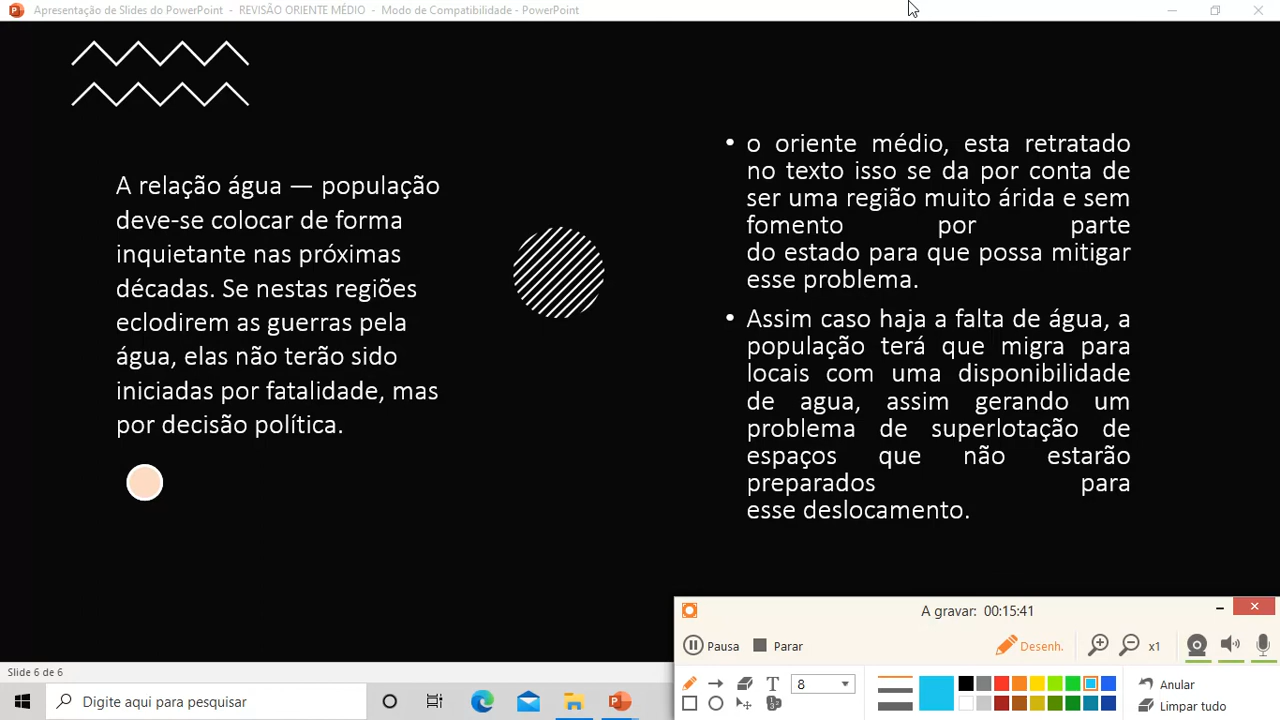 Apresentação de Slides do PowerPoint - REVISÃO ORIENTE MÉDIO - Modo de Compatibilidade - PowerPoint
A relação água — população
deve-se colocar de forma
inquietante nas próximas
décadas. Se nestas regiões
eclodirem as guerras pela
água, elas não terão sido
iniciadas por fatalidade, mas
por decisão política.
• o oriente médio, esta retratado
no texto isso se da por conta de
ser uma região muito árida e sem
fomento por parte
do estado para que possa mitigar
esse problema.
• Assim caso haja a falta de água, a
população terá que migra para
locais com uma disponibilidade
de agua, assim gerando um
problema de superlotação de
espaços que não estarão
preparados para
esse deslocamento.
A gravar: 00:15:41
Pausa Parar Desenh. x1
T 8 Anular
Limpar tudo
Slide 6 de 6
Digite aqui para pesquisar